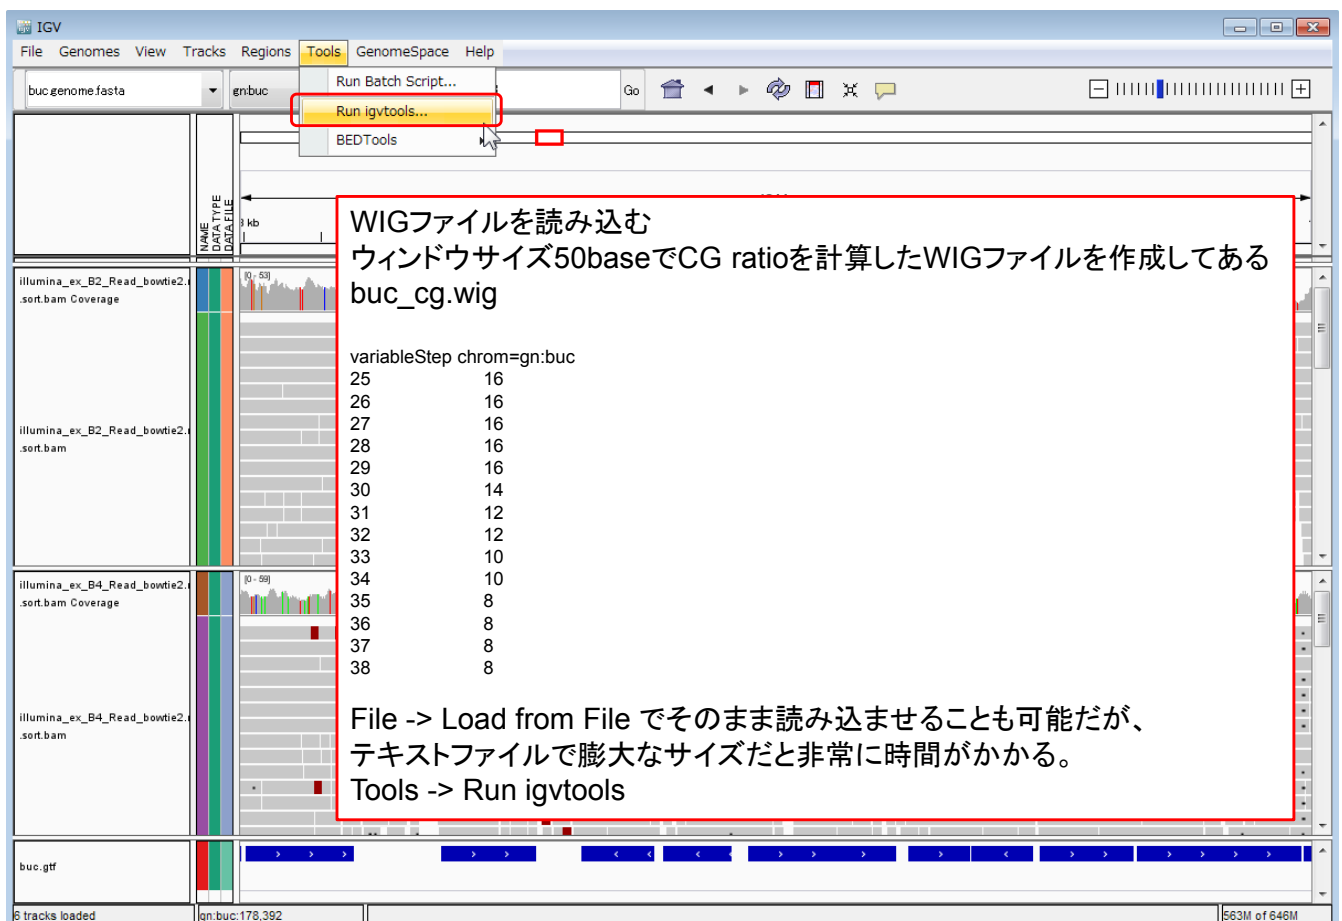 IGV
File Genomes View Tracks Regions Tools GenomeSpace Help
buc.genome.fasta gn:buc Go
Run Batch Script...
Run igvtools...
BEDTools
NAME
DATA TYPE
DATA FILE
kb
WIGファイルを読み込む
ウィンドウサイズ50baseでCG ratioを計算したWIGファイルを作成してある
buc_cg.wig
variableStep chrom=gn:buc
25 16
26 16
27 16
28 16
29 16
30 14
31 12
32 12
33 10
34 10
35 8
36 8
37 8
38 8
File -> Load from File でそのまま読み込ませることも可能だが、
テキストファイルで膨大なサイズだと非常に時間がかかる。
Tools -> Run igvtools
illumina_ex_B2_Read_bowtie2.
.sort.bam Coverage
[0 - 53]
illumina_ex_B2_Read_bowtie2.
.sort.bam
illumina_ex_B4_Read_bowtie2.
.sort.bam Coverage
[0 - 59]
illumina_ex_B4_Read_bowtie2.
.sort.bam
buc.gtf
6 tracks loaded gn:buc:178,392 563M of 646M